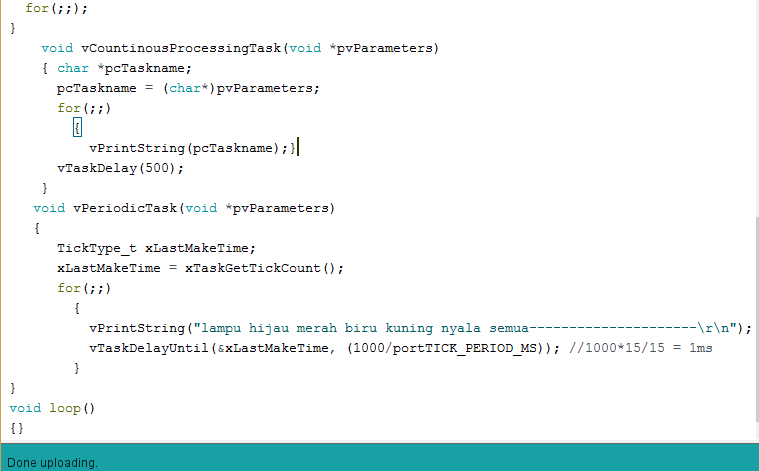 for(;;);
}
void vCountinousProcessingTask(void *pvParameters)
{ char *pcTaskname;
pcTaskname = (char*)pvParameters;
for(;;)
{
vPrintString(pcTaskname);}
vTaskDelay(500);
}
void vPeriodicTask(void *pvParameters)
{
TickType_t xLastMakeTime;
xLastMakeTime = xTaskGetTickCount();
for(;;)
{
vPrintString("lampu hijau merah biru kuning nyala semua---------------------\r\n");
vTaskDelayUntil(&xLastMakeTime, (1000/portTICK_PERIOD_MS)); //1000*15/15 = 1ms
}
}
void loop()
{}
Done uploading.